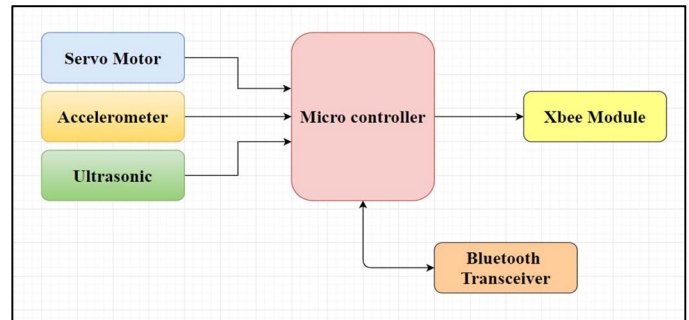 Servo Motor
Accelerometer
Ultrasonic
Micro controller
Xbee Module
Bluetooth
Transceiver